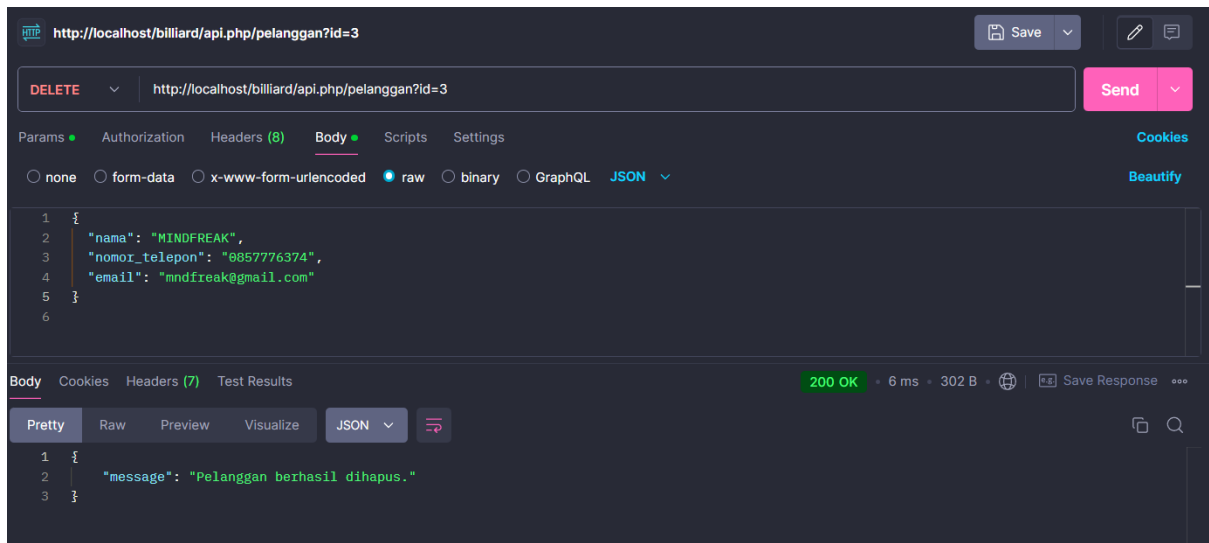 HTTP http://localhost/billiard/api.php/pelanggan?id=3 Save
DELETE http://localhost/billiard/api.php/pelanggan?id=3 Send
Params Authorization Headers (8) Body Scripts Settings Cookies
none form-data x-www-form-urlencoded raw binary GraphQL JSON Beautify
1 {
2 "nama": "MINDFREAK",
3 "nomor_telepon": "0857776374",
4 "email": "mndfreak@gmail.com"
5 }
6
Body Cookies Headers (7) Test Results 200 OK 6 ms 302 B e.g. Save Response
Pretty Raw Preview Visualize JSON
1 {
2 "message": "Pelanggan berhasil dihapus."
3 }